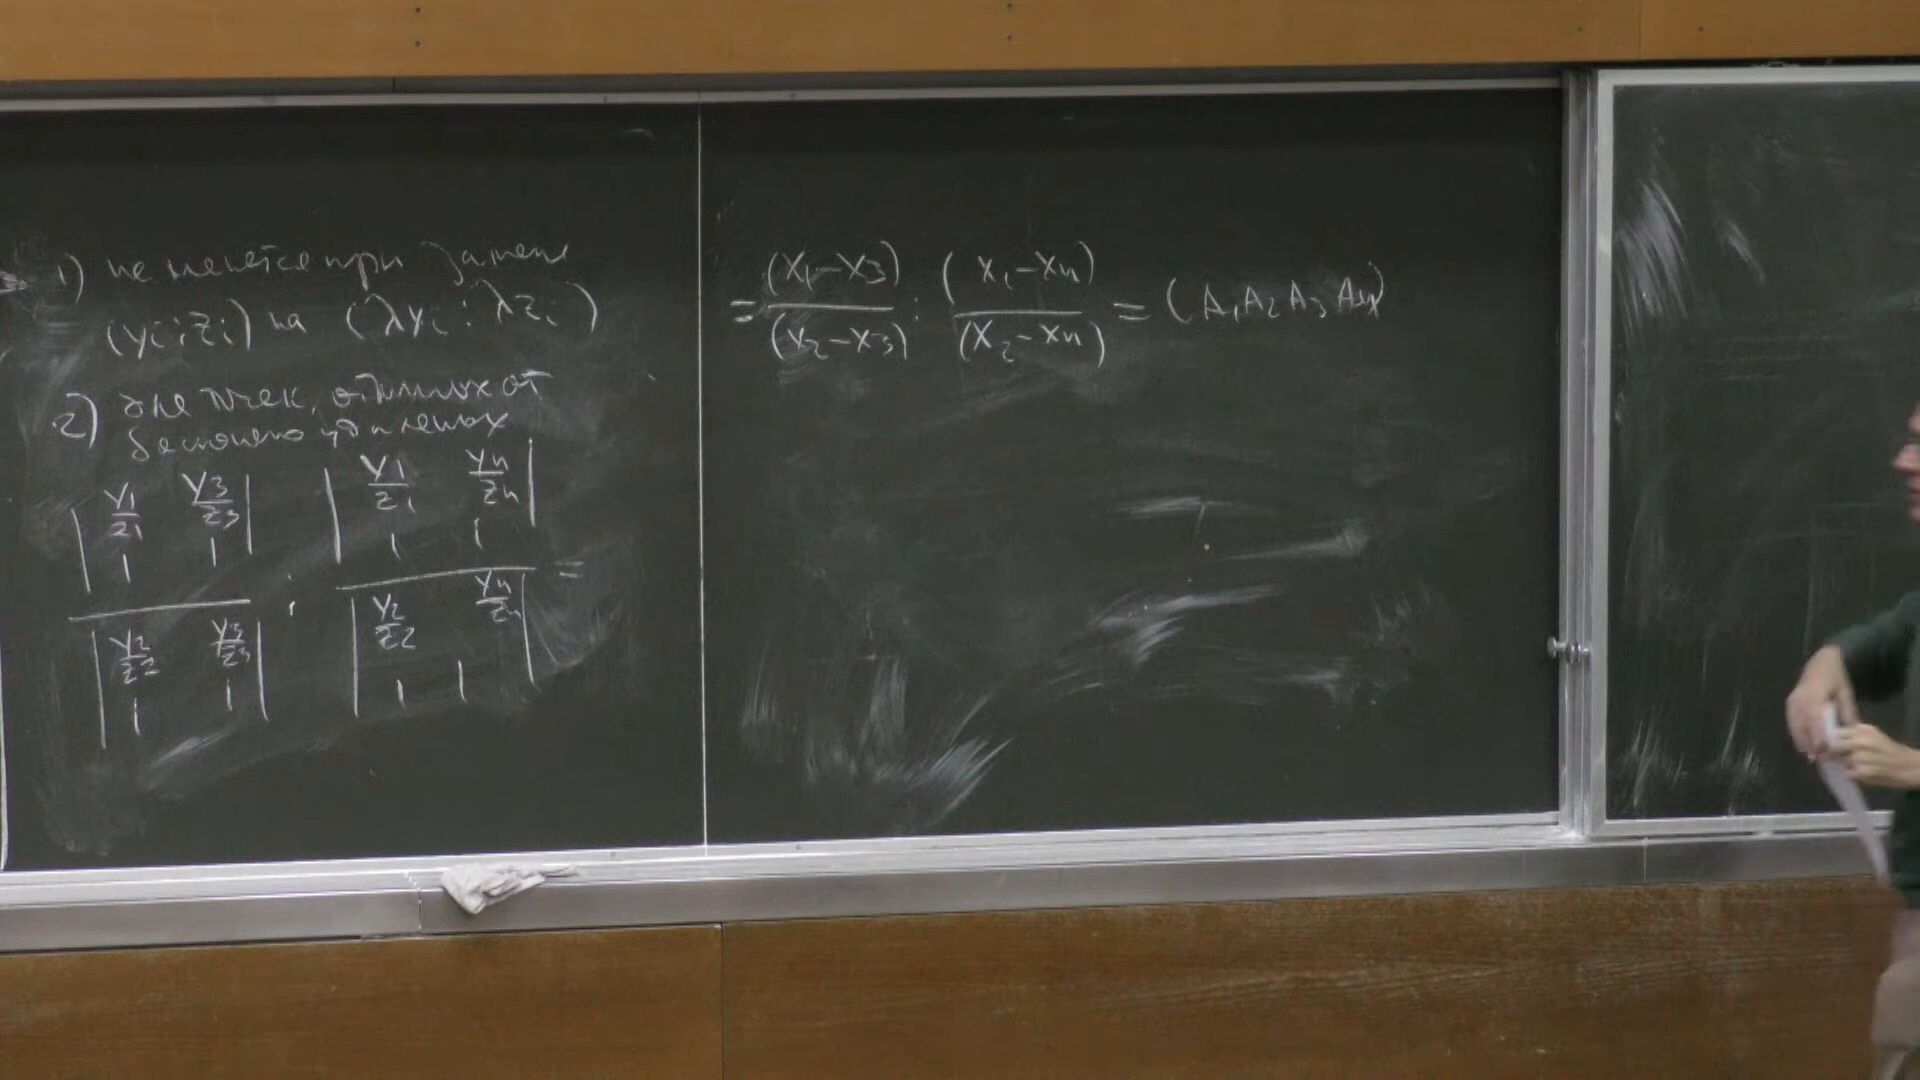 1) не меняется при замене
(yᵢ : zᵢ) на (λyᵢ : λzᵢ)
2) для точек, отличных от
бесконечно удаленных
| y₁/z₁ y₃/z₃ ; 1 1 | / | y₂/z₂ y₃/z₃ ; 1 1 | : | y₁/z₁ y₄/z₄ ; 1 1 | / | y₂/z₂ y₄/z₄ ; 1 1 | =
= (x₁-x₃)/(x₂-x₃) : (x₁-x₄)/(x₂-x₄) = (A₁A₂A₃A₄)